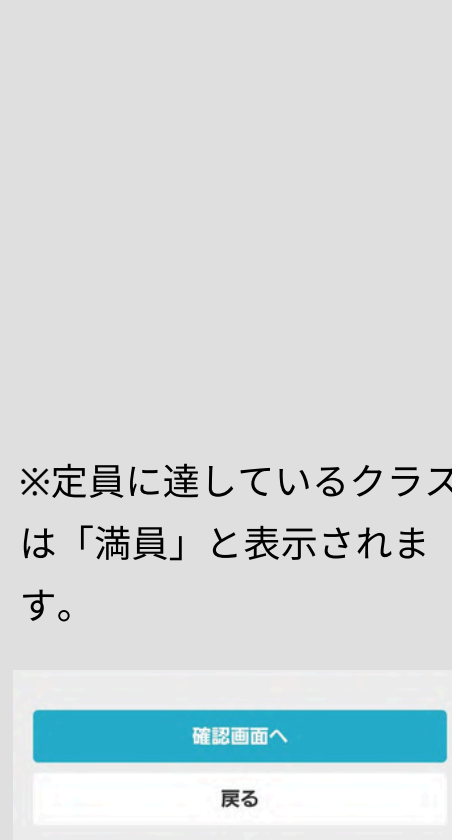 ※定員に達しているクラス
は「満員」と表示されま
す。
確認画面へ
戻る